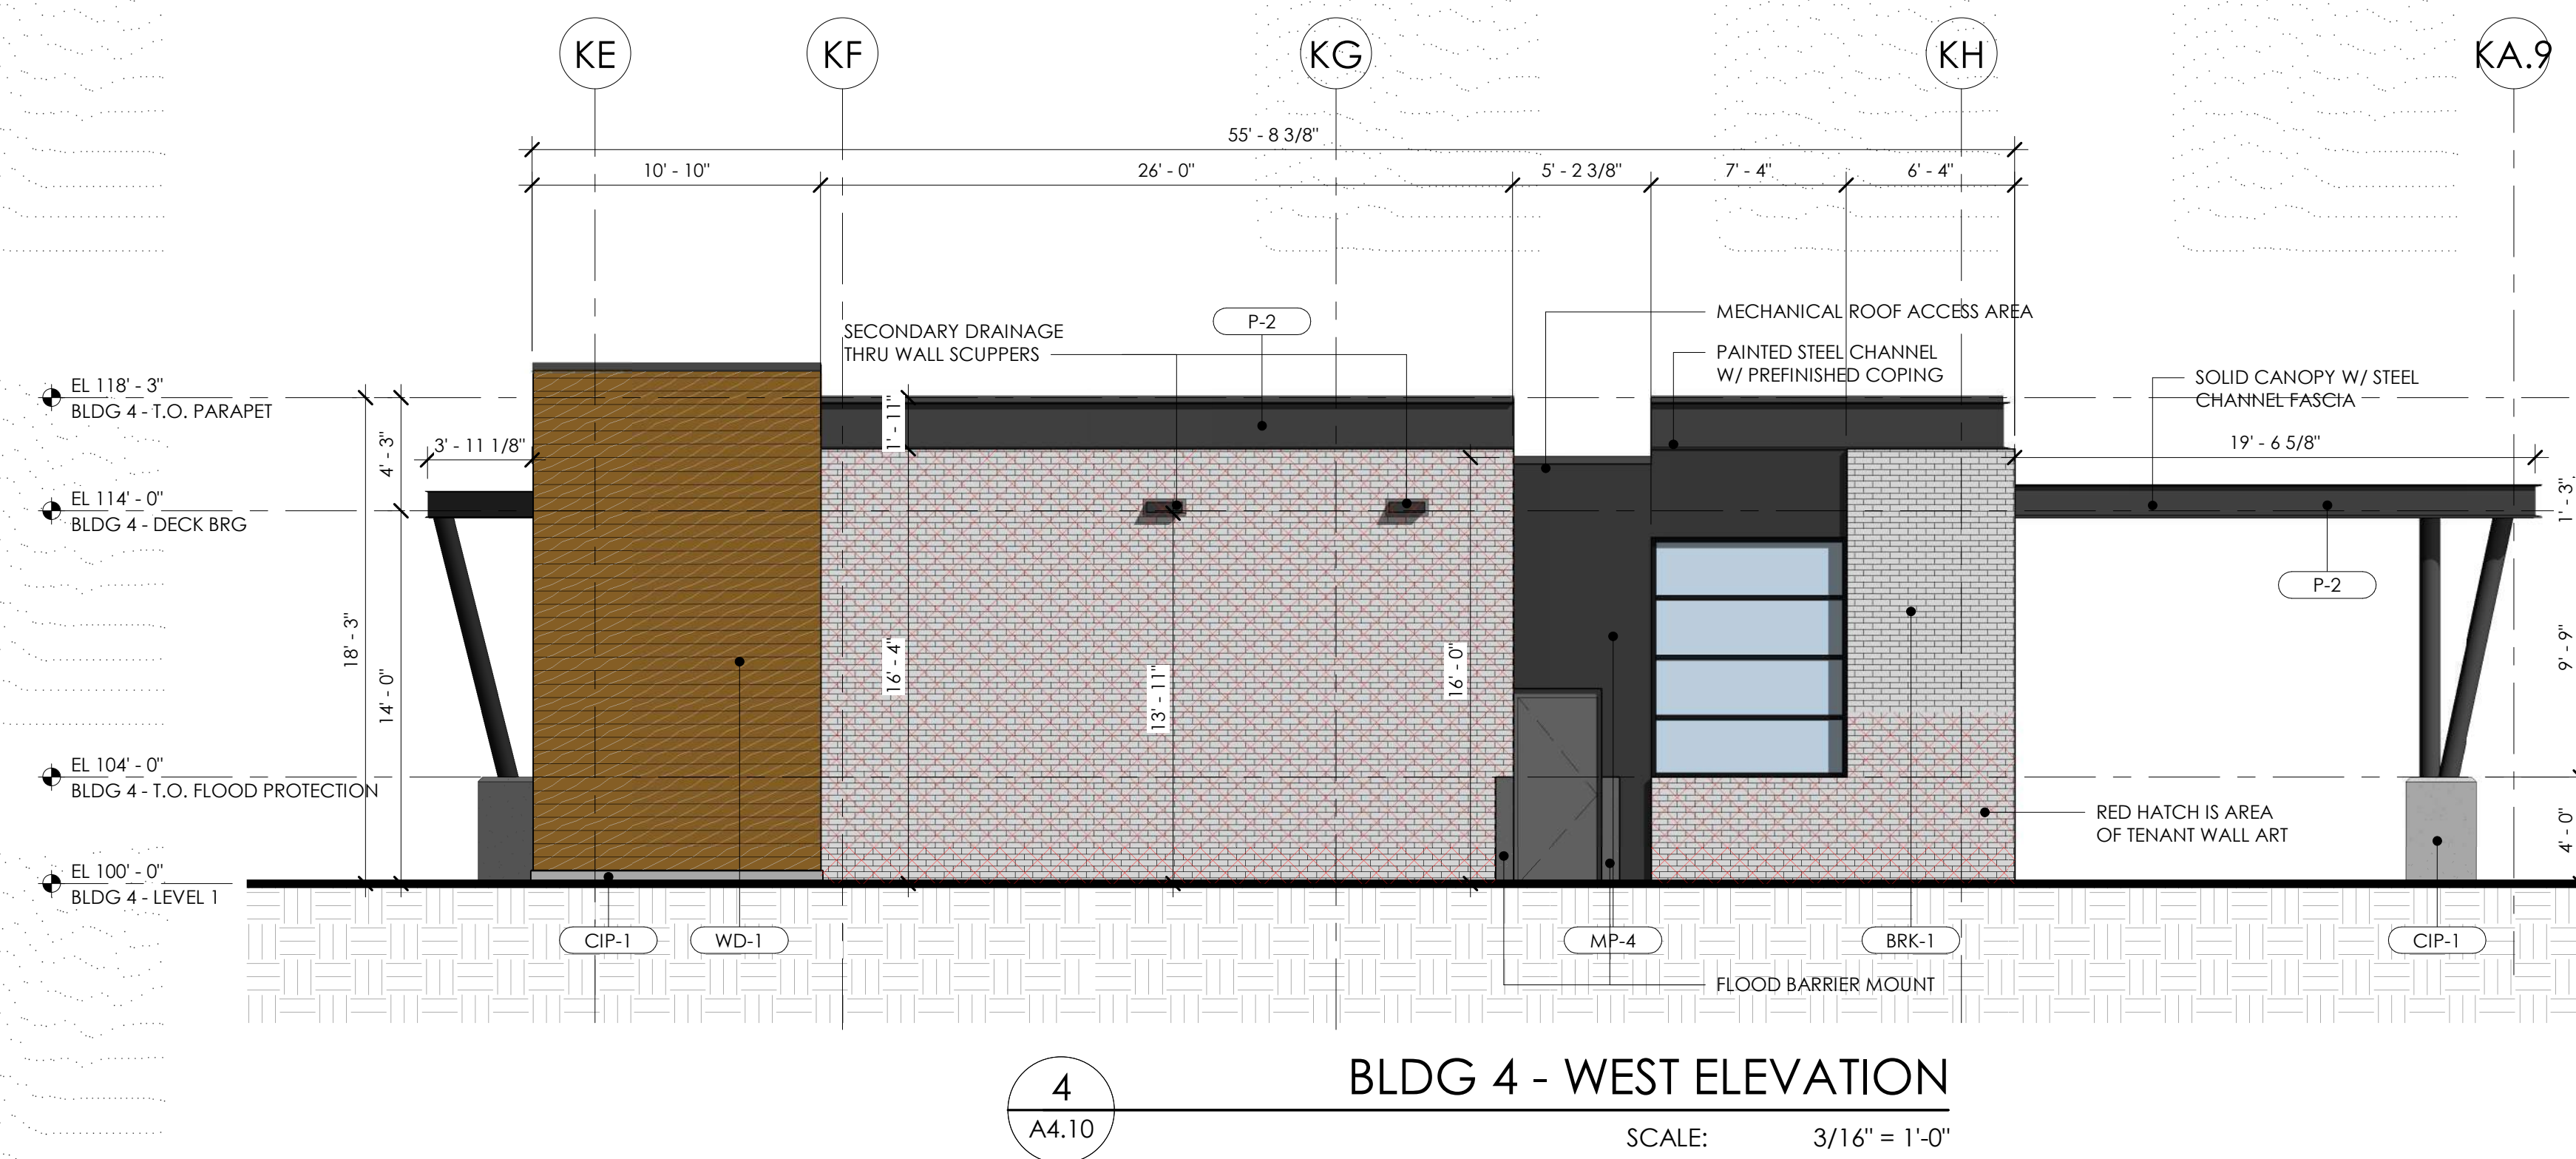 KE
KF
KG
KH
KA.9
55' - 8 3/8"
10' - 10"
26' - 0"
5' - 2 3/8"
7' - 4"
6' - 4"
SECONDARY DRAINAGE
THRU WALL SCUPPERS
P-2
MECHANICAL ROOF ACCESS AREA
PAINTED STEEL CHANNEL
W/ PREFINISHED COPING
SOLID CANOPY W/ STEEL
CHANNEL FASCIA
EL 118' - 3"
BLDG 4 - T.O. PARAPET
3' - 11 1/8"
4' - 3"
1' - 11"
19' - 6 5/8"
EL 114' - 0"
BLDG 4 - DECK BRG
1' - 3"
P-2
18' - 3"
14' - 0"
16' - 4"
13' - 11"
16' - 0"
9' - 9"
EL 104' - 0"
BLDG 4 - T.O. FLOOD PROTECTION
RED HATCH IS AREA
OF TENANT WALL ART
4' - 0"
EL 100' - 0"
BLDG 4 - LEVEL 1
CIP-1
WD-1
MP-4
BRK-1
CIP-1
FLOOD BARRIER MOUNT
4
A4.10
BLDG 4 - WEST ELEVATION
SCALE: 3/16" = 1'-0"